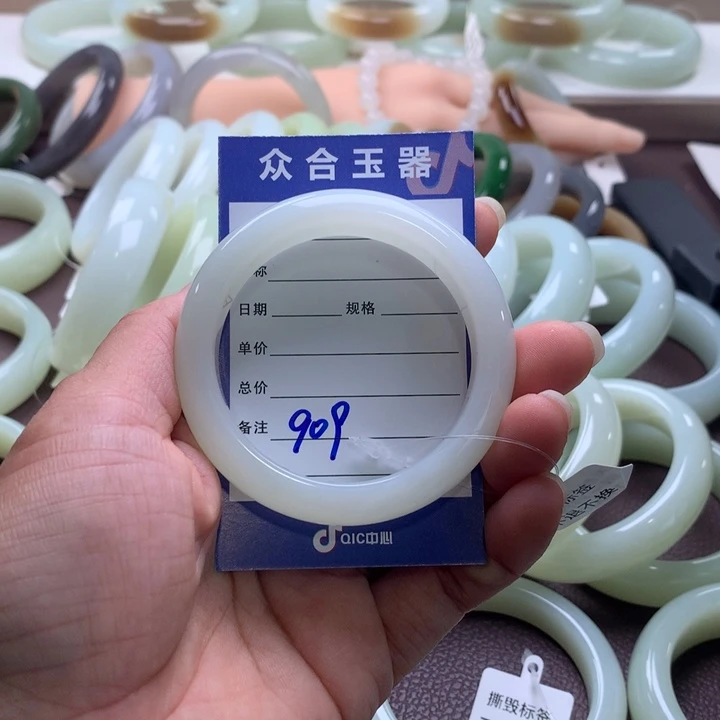 众合玉器
称
日期 规格
单价
总价
备注 909
QIC中心
撕毁标签